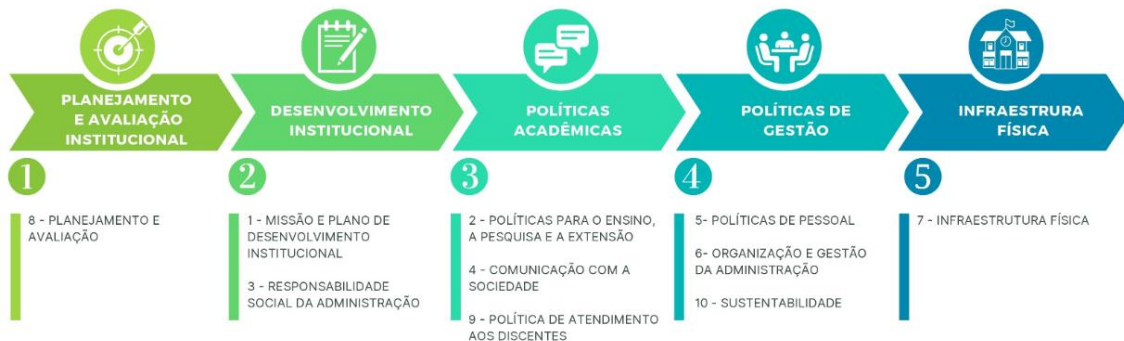 PLANEJAMENTO
E AVALIAÇÃO
INSTITUCIONAL
DESENVOLVIMENTO
INSTITUCIONAL
POLÍTICAS
ACADÊMICAS
POLÍTICAS DE
GESTÃO
INFRAESTRURA
FÍSICA
1
8 - PLANEJAMENTO E
AVALIAÇÃO
2
1 - MISSÃO E PLANO DE
DESENVOLVIMENTO
INSTITUCIONAL
3 - RESPONSABILIDADE
SOCIAL DA ADMINISTRAÇÃO
3
2 - POLÍTICAS PARA O ENSINO,
A PESQUISA E A EXTENSÃO
4 - COMUNICAÇÃO COM A
SOCIEDADE
9 - POLÍTICA DE ATENDIMENTO
AOS DISCENTES
4
5- POLÍTICAS DE PESSOAL
6- ORGANIZAÇÃO E GESTÃO
DA ADMINISTRAÇÃO
10 - SUSTENTABILIDADE
5
7 - INFRAESTRUTURA FÍSICA